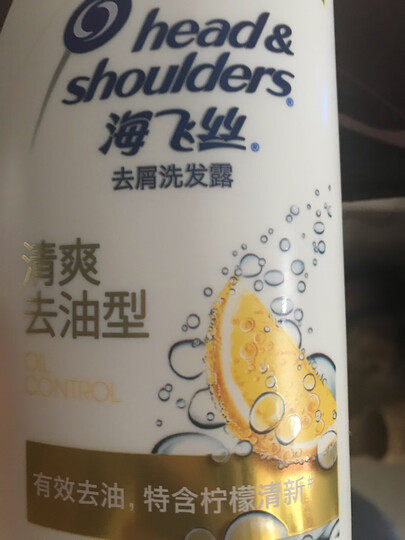 head &
shoulders®
海飞丝®
去屑洗发露
清爽
去油型
OIL
CONTROL
有效去油，特含柠檬清新